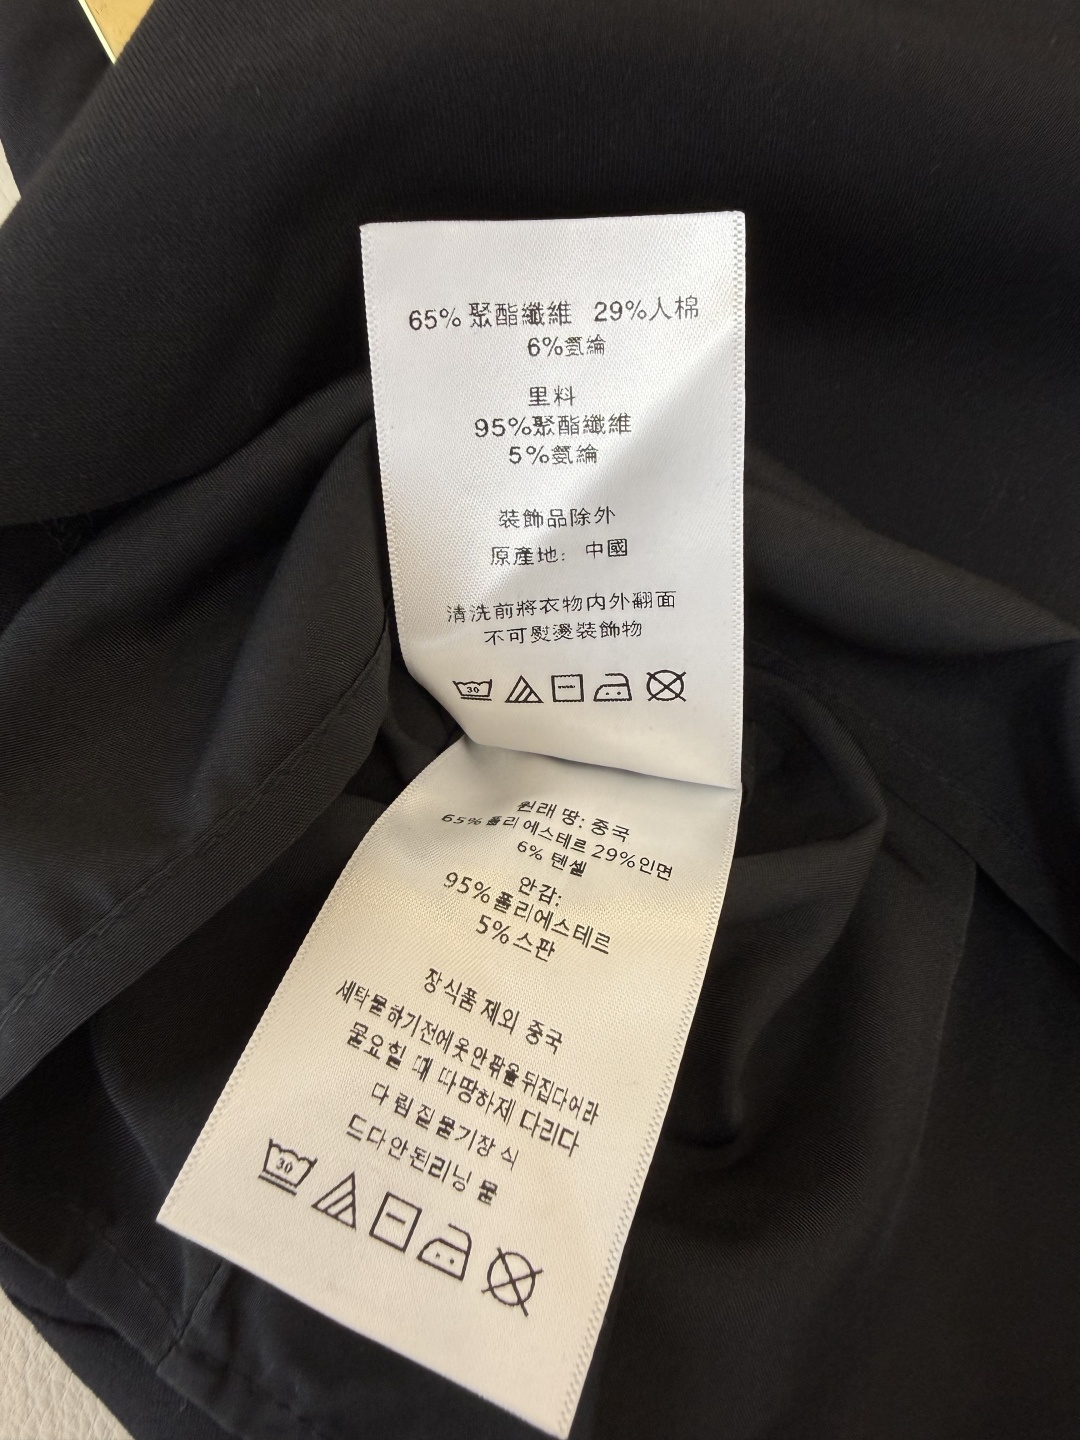 65% 聚酯纖維 29%人棉
6%氨綸
里料
95%聚酯纖維
5%氨綸
裝飾品除外
原產地: 中國
清洗前將衣物内外翻面
不可熨燙裝飾物
30
원래 땅: 중국
65% 폴리 에스테르 29%인면
6% 텐셀
안감:
95%폴리에스테르
5%스판
장식품 제외 중국
세탁물하기전에옷안팎을뒤집다어라
물요힐 때 다땅하제 다리다
다림질물기장 식
드다안된리닝 물
30